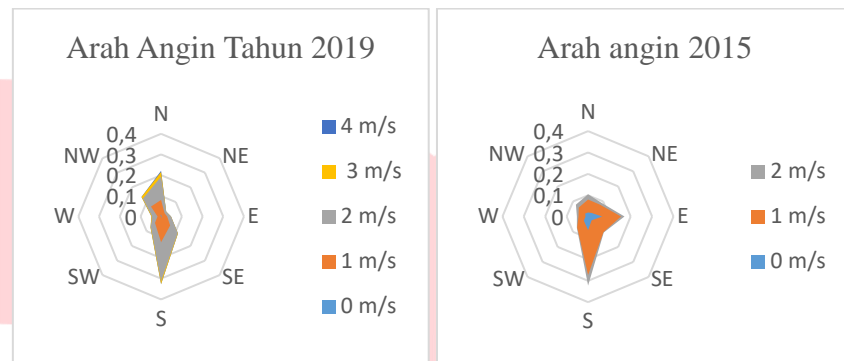 Arah Angin Tahun 2019
N
NE
E
SE
S
SW
W
NW
0,4
0,3
0,2
0,1
0
4 m/s
3 m/s
2 m/s
1 m/s
0 m/s
Arah angin 2015
N
NE
E
SE
S
SW
W
NW
0,4
0,3
0,2
0,1
0
2 m/s
1 m/s
0 m/s